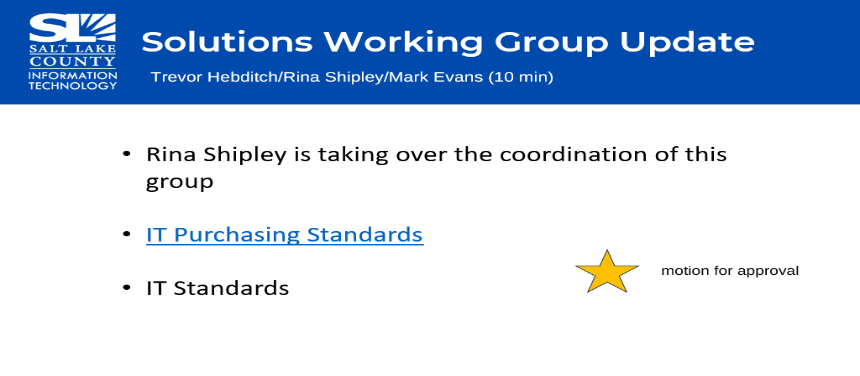 SL
SALT LAKE
COUNTY
INFORMATION
TECHNOLOGY
Solutions Working Group Update
Trevor Hebditch/Rina Shipley/Mark Evans (10 min)
• Rina Shipley is taking over the coordination of this
group
• IT Purchasing Standards
• IT Standards
motion for approval